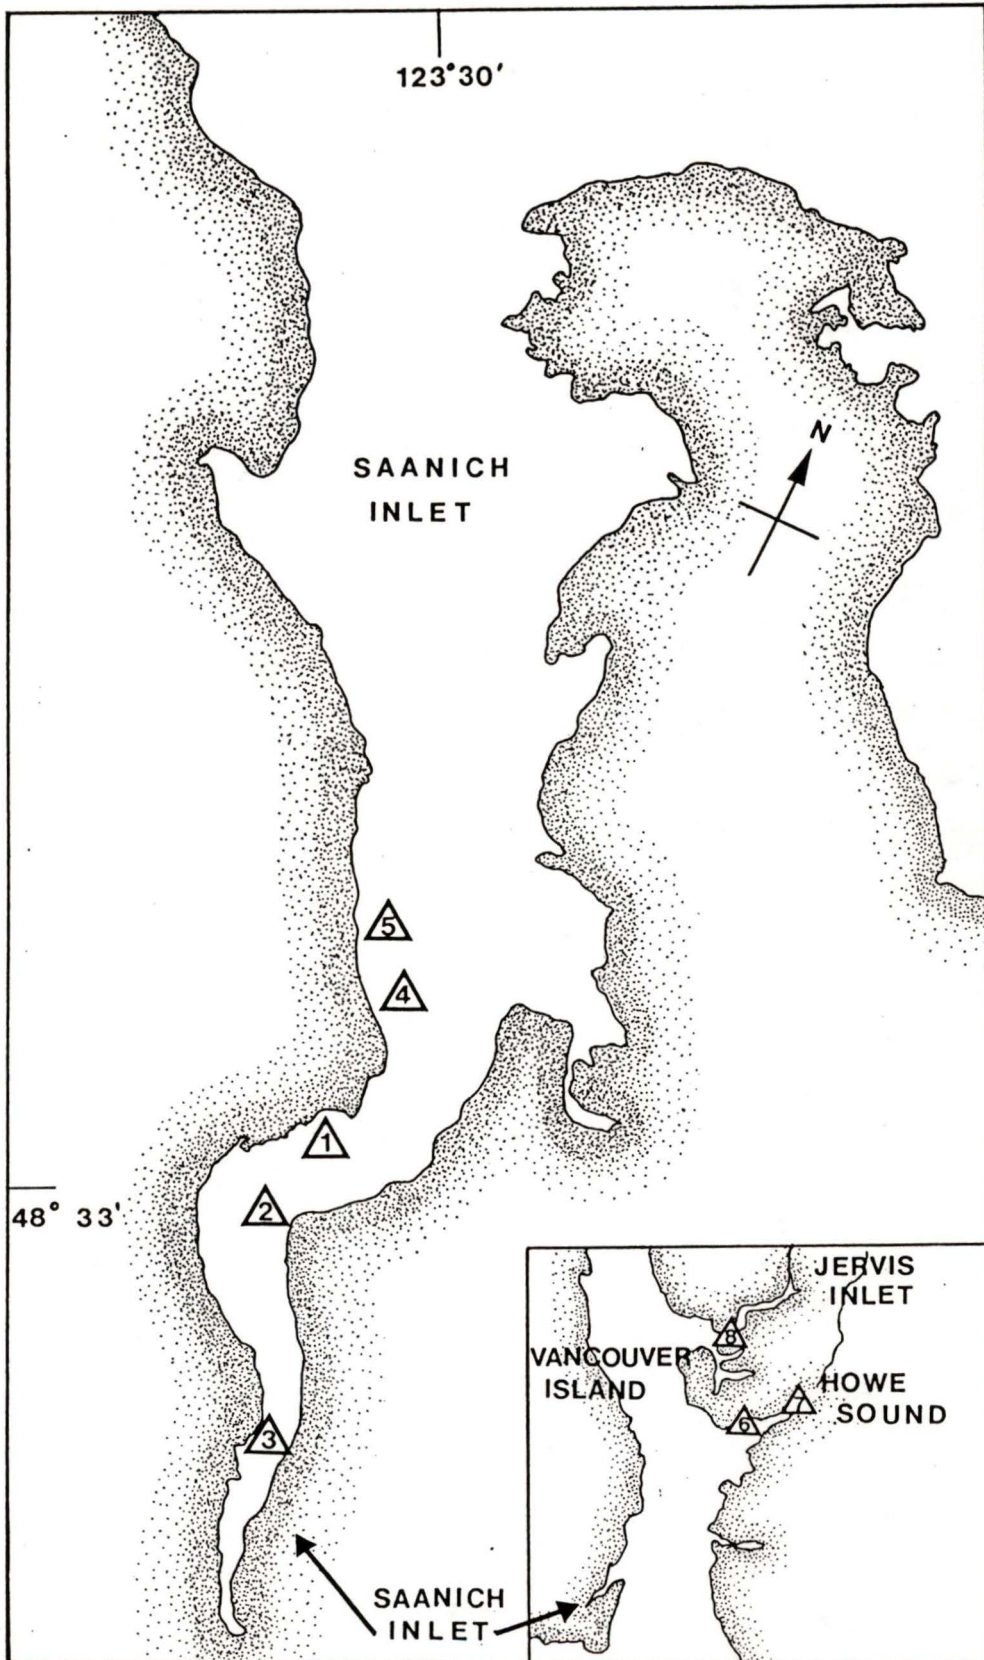 123°30'
N
SAANICH
INLET
5
4
1
2
48° 33'
3
SAANICH
INLET
JERVIS
INLET
8
VANCOUVER
ISLAND
HOWE
SOUND
7
6